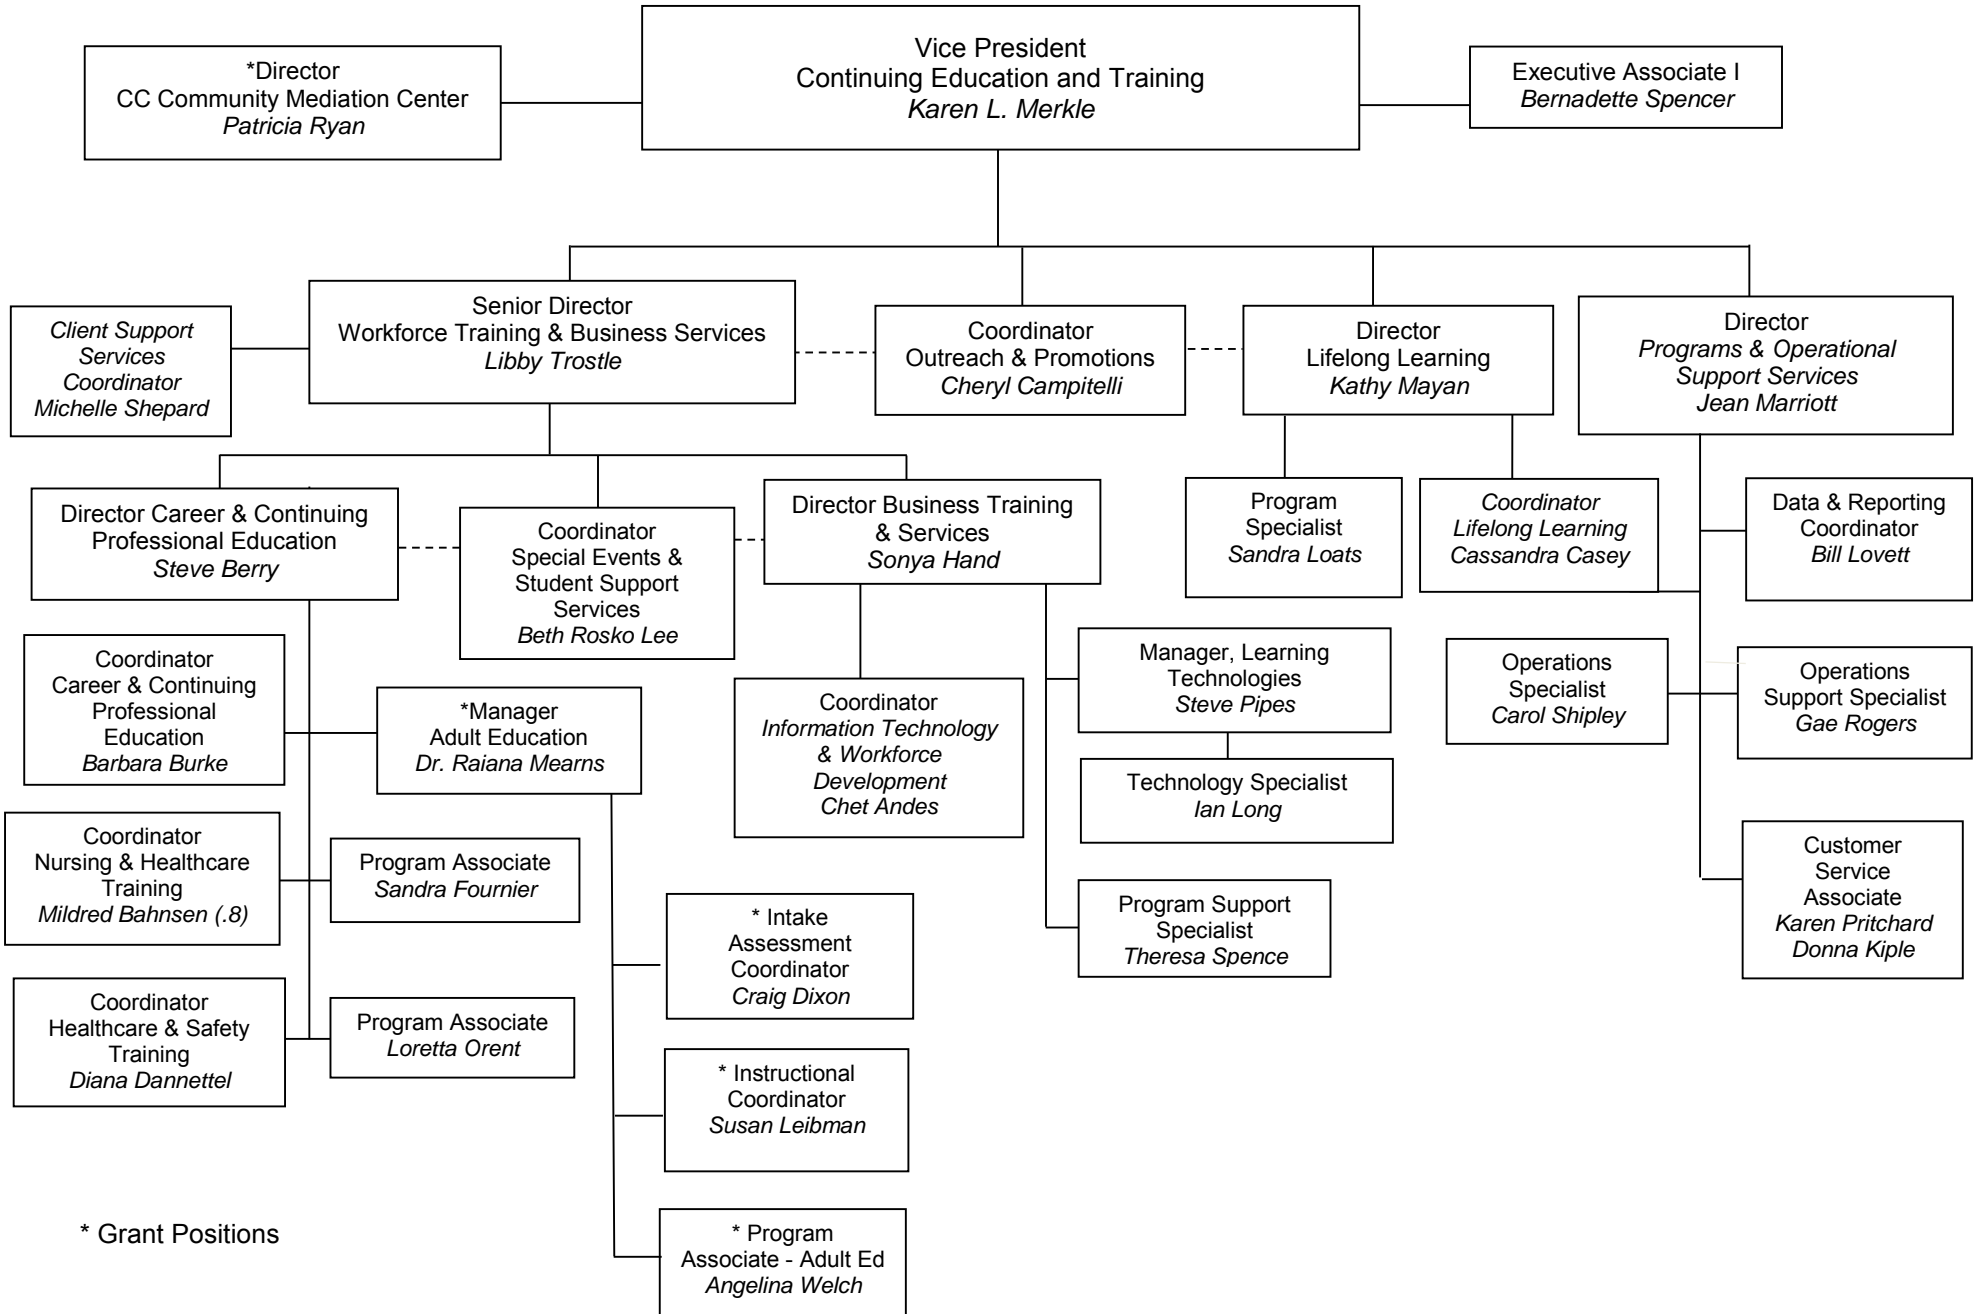 Vice President
Continuing Education and Training
Karen L. Merkle
*Director
CC Community Mediation Center
Patricia Ryan
Executive Associate I
Bernadette Spencer
Client Support
Services
Coordinator
Michelle Shepard
Senior Director
Workforce Training & Business Services
Libby Trostle
Coordinator
Outreach & Promotions
Cheryl Campitelli
Director
Lifelong Learning
Kathy Mayan
Director
Programs & Operational
Support Services
Jean Marriott
Director Career & Continuing
Professional Education
Steve Berry
Coordinator
Special Events &
Student Support
Services
Beth Rosko Lee
Director Business Training
& Services
Sonya Hand
Program
Specialist
Sandra Loats
Coordinator
Lifelong Learning
Cassandra Casey
Data & Reporting
Coordinator
Bill Lovett
Coordinator
Career & Continuing
Professional
Education
Barbara Burke
*Manager
Adult Education
Dr. Raiana Mearns
Coordinator
Information Technology
& Workforce
Development
Chet Andes
Manager, Learning
Technologies
Steve Pipes
Operations
Specialist
Carol Shipley
Operations
Support Specialist
Gae Rogers
Technology Specialist
Ian Long
Coordinator
Nursing & Healthcare
Training
Mildred Bahnsen (.8)
Program Associate
Sandra Fournier
* Intake
Assessment
Coordinator
Craig Dixon
Program Support
Specialist
Theresa Spence
Customer
Service
Associate
Karen Pritchard
Donna Kiple
Coordinator
Healthcare & Safety
Training
Diana Dannettel
Program Associate
Loretta Orent
* Instructional
Coordinator
Susan Leibman
* Program
Associate - Adult Ed
Angelina Welch
* Grant Positions